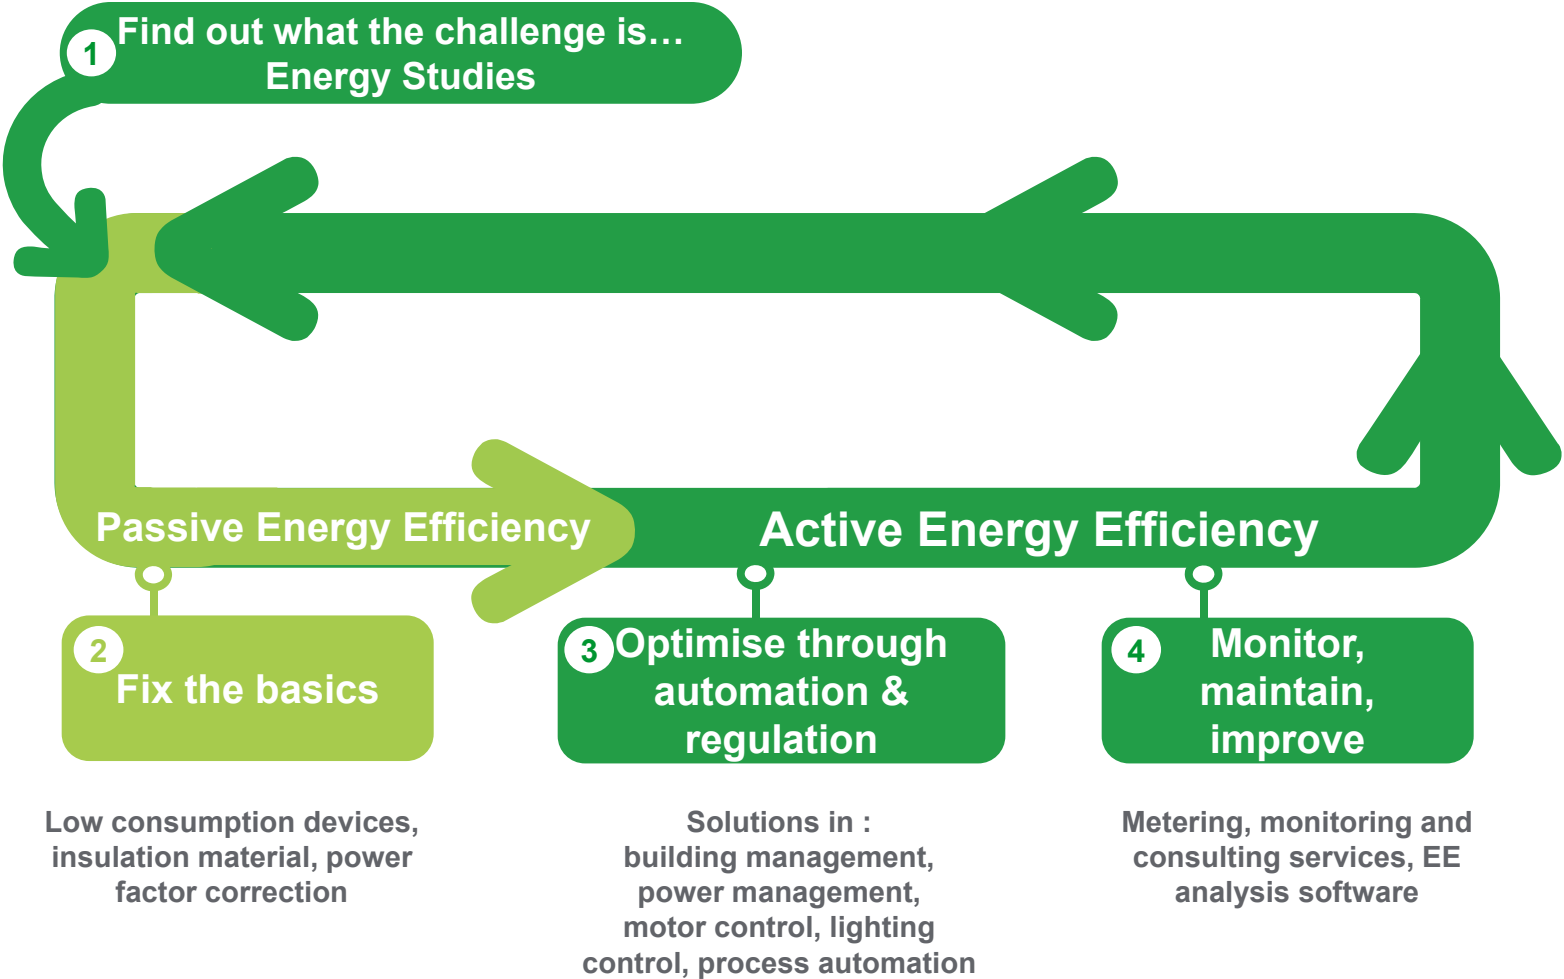 1
Find out what the challenge is…
Energy Studies
Passive Energy Efficiency
Active Energy Efficiency
2
Fix the basics
Low consumption devices,
insulation material, power
factor correction
3
Optimise through
automation &
regulation
Solutions in :
building management,
power management,
motor control, lighting
control, process automation
4
Monitor,
maintain,
improve
Metering, monitoring and
consulting services, EE
analysis software